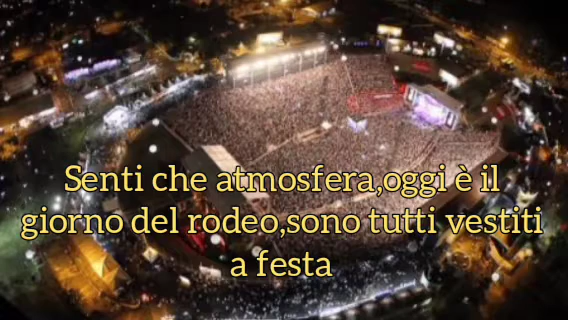 Senti che atmosfera,oggi è il
giorno del rodeo,sono tutti vestiti
a festa